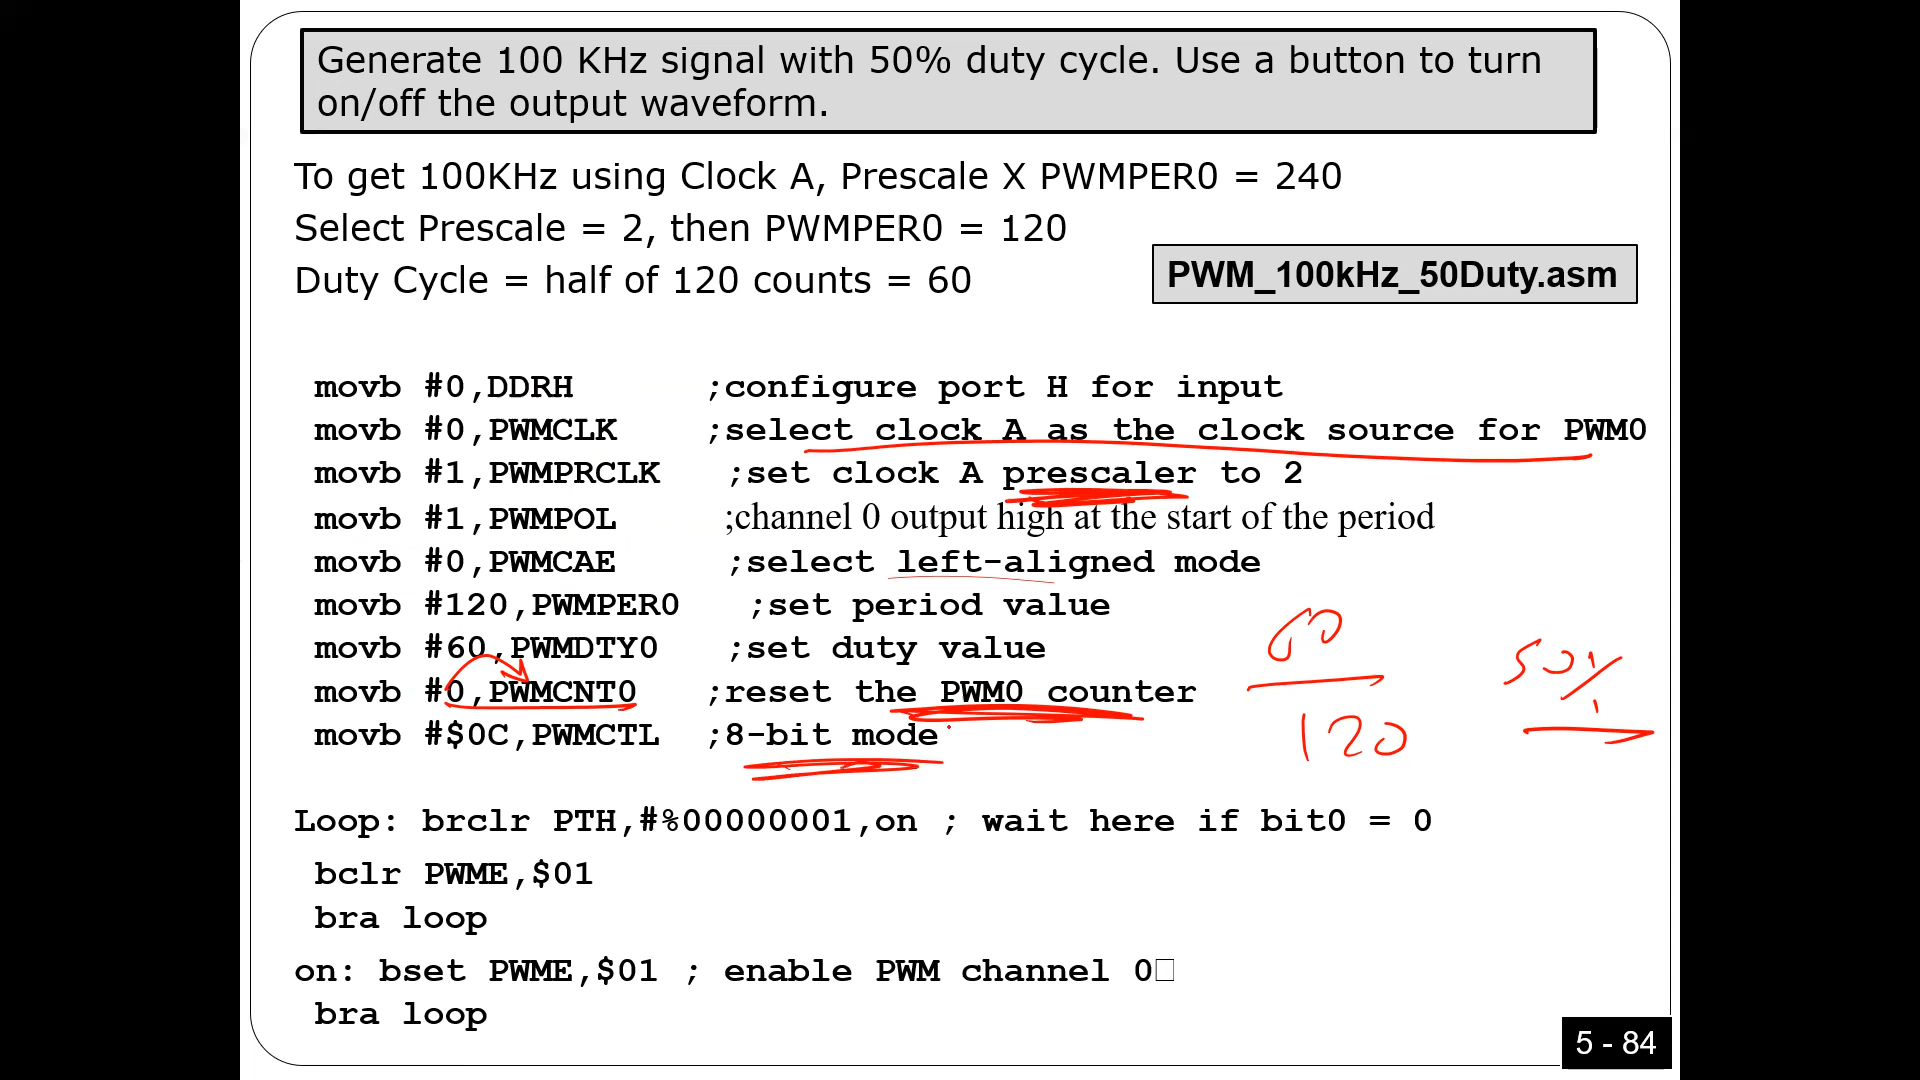 Generate 100 KHz signal with 50% duty cycle. Use a button to turn
on/off the output waveform.
To get 100KHz using Clock A, Prescale X PWMPER0 = 240
Select Prescale = 2, then PWMPER0 = 120
Duty Cycle = half of 120 counts = 60
PWM_100kHz_50Duty.asm
movb #0,DDRH ;configure port H for input
movb #0,PWMCLK ;select clock A as the clock source for PWM0
movb #1,PWMPRCLK ;set clock A prescaler to 2
movb #1,PWMPOL ;channel 0 output high at the start of the period
movb #0,PWMCAE ;select left-aligned mode
movb #120,PWMPER0 ;set period value
movb #60,PWMDTY0 ;set duty value
movb #0,PWMCNT0 ;reset the PWM0 counter
movb #$0C,PWMCTL ;8-bit mode
60
120
50%
Loop: brclr PTH,#%00000001,on ; wait here if bit0 = 0
bclr PWME,$01
bra loop
on: bset PWME,$01 ; enable PWM channel 0
bra loop
5 - 84